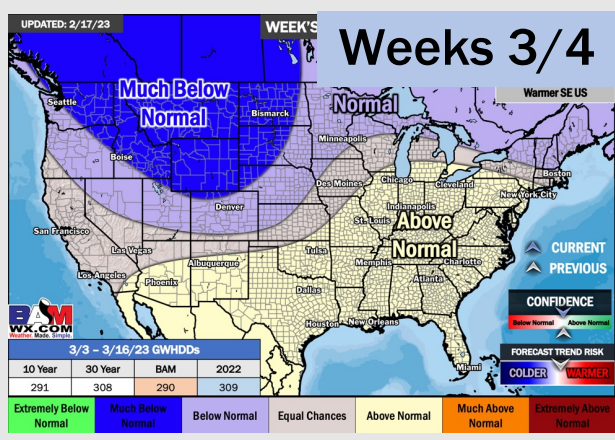 UPDATED: 2/17/23
WEEK'S
Weeks 3/4
Warmer SE US
Much Below
Normal
Normal
Seattle
Bismarck
Minneapolis
Boise
Boston
Des Moines
Chicago
Cleveland
New York City
Denver
Indianapolis
St. Louis
Above
Normal
San Francisco
Las Vegas
Tulsa
Memphis
Charlotte
Albuquerque
Los Angeles
Phoenix
Atlanta
Dallas
Houston
New Orleans
Miami
CURRENT
PREVIOUS
CONFIDENCE
Below Normal
Above Normal
FORECAST TREND RISK
COLDER
WARMER
BAM
WX.COM
Weather. Made. Simple.
3/3 – 3/16/23 GWHDDs
10 Year 30 Year BAM 2022
291 308 290 309
Extremely Below Normal
Much Below Normal
Below Normal
Equal Chances
Above Normal
Much Above Normal
Extremely Above Normal